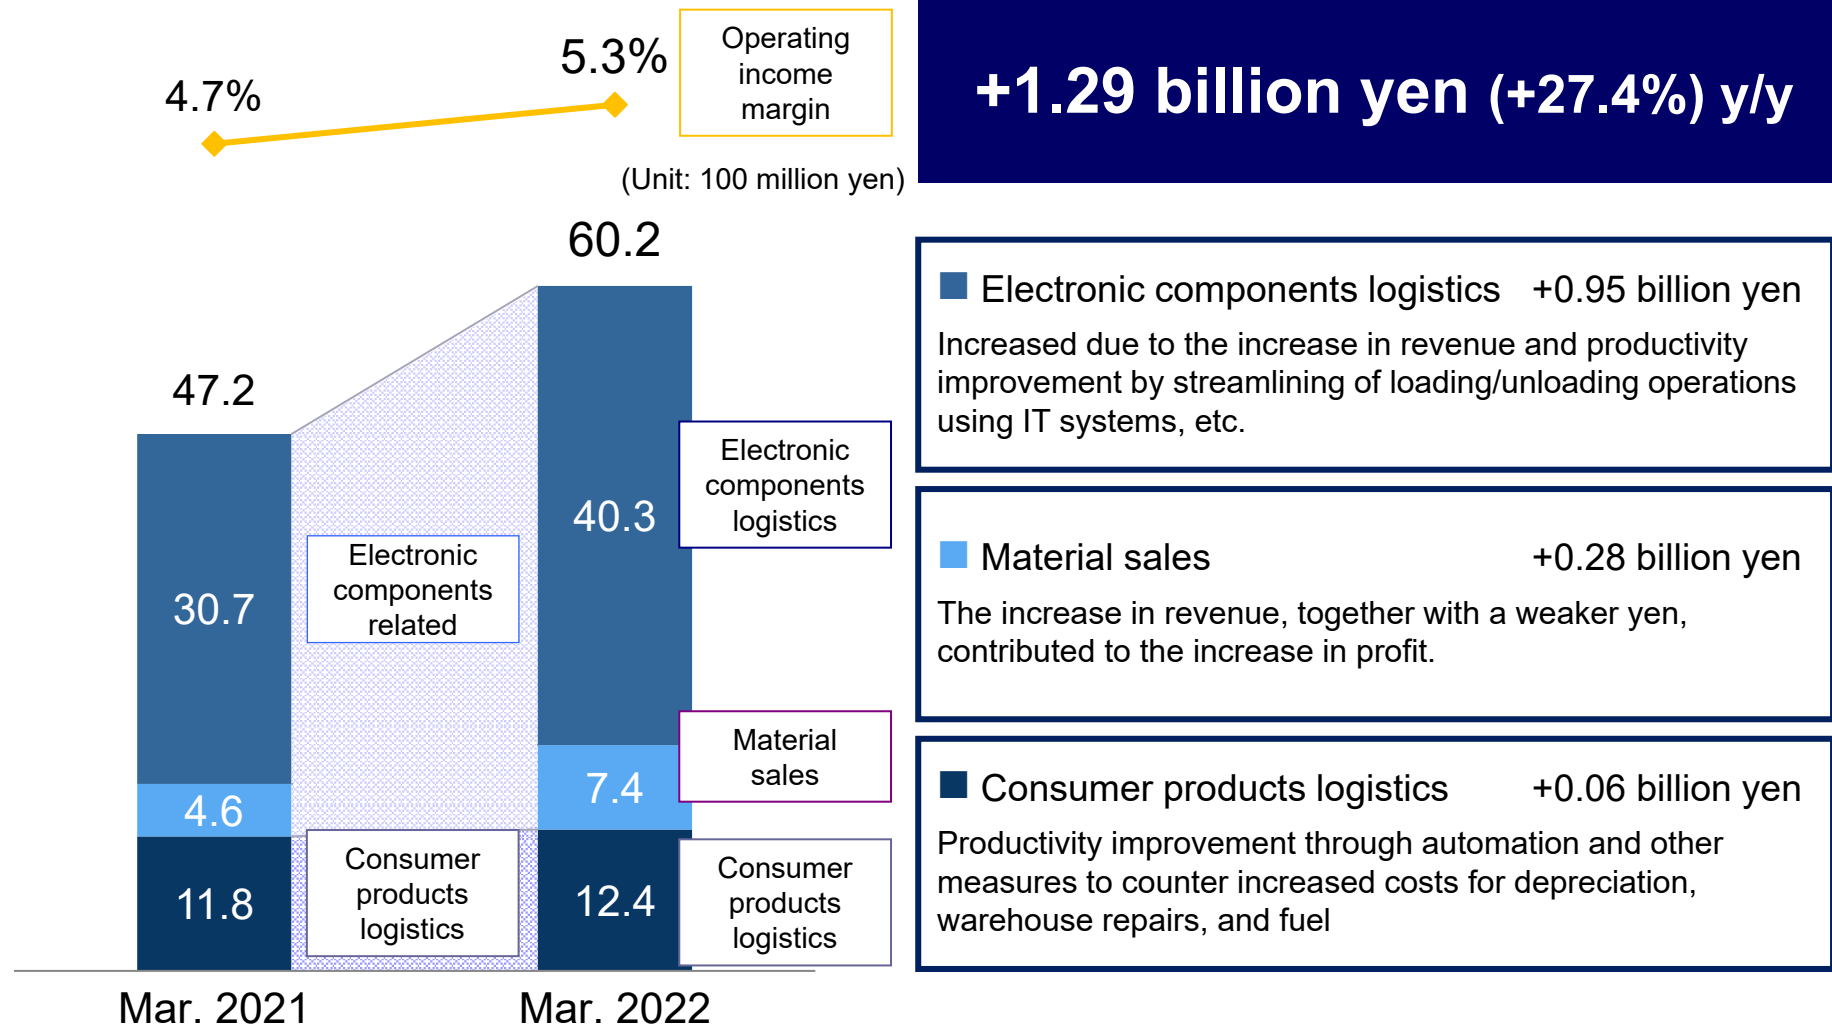 4.7%
5.3%
Operating
income
margin
(Unit: 100 million yen)
+1.29 billion yen (+27.4%) y/y
47.2
60.2
30.7
4.6
11.8
Electronic
components
related
Consumer
products
logistics
40.3
7.4
12.4
Electronic
components
logistics
Material
sales
Consumer
products
logistics
Mar. 2021
Mar. 2022
Electronic components logistics +0.95 billion yen
Increased due to the increase in revenue and productivity
improvement by streamlining of loading/unloading operations
using IT systems, etc.
Material sales +0.28 billion yen
The increase in revenue, together with a weaker yen,
contributed to the increase in profit.
Consumer products logistics +0.06 billion yen
Productivity improvement through automation and other
measures to counter increased costs for depreciation,
warehouse repairs, and fuel